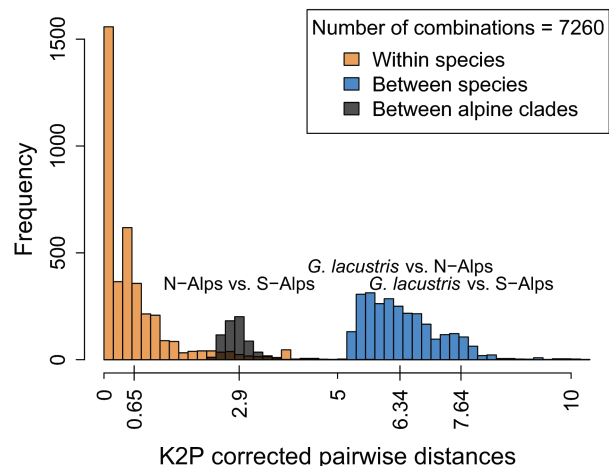 Number of combinations = 7260
Within species
Between species
Between alpine clades
Frequency
1500
1000
500
0
G. lacustris vs. N−Alps
N−Alps vs. S−Alps
G. lacustris vs. S−Alps
0
0.65
2.9
5
6.34
7.64
10
K2P corrected pairwise distances